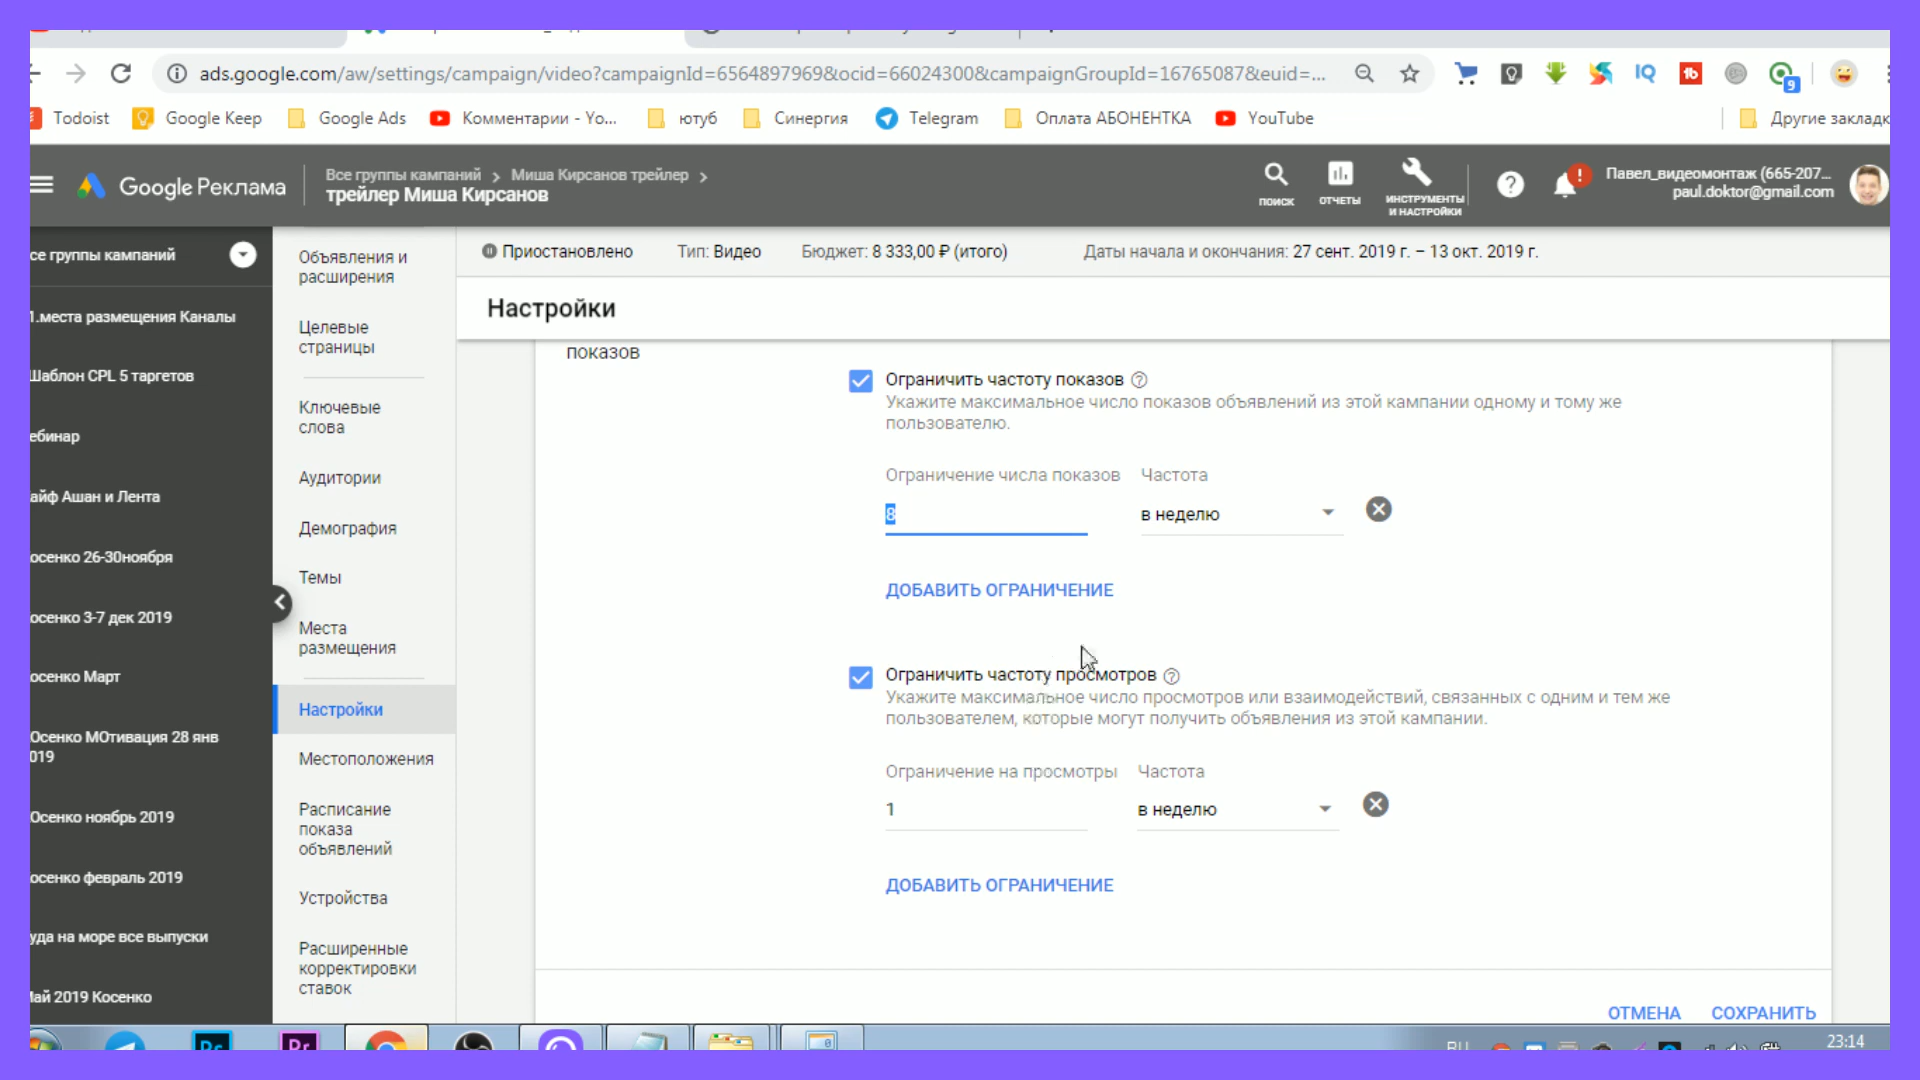 ads.google.com/aw/settings/campaign/video?campaignId=6564897969&ocid=66024300&campaignGroupId=16765087&euid=...
IQ
16
9
Todoist
Google Keep
Google Ads
Комментарии - Yo...
ютуб
Синергия
Telegram
Оплата АБОНЕНТКА
YouTube
Другие закладк
Google Реклама
Все группы кампаний > Миша Кирсанов трейлер >
трейлер Миша Кирсанов
ПОИСК
ОТЧЕТЫ
ИНСТРУМЕНТЫ
И НАСТРОЙКИ
Павел_видеомонтаж (665-207...
paul.doktor@gmail.com
се группы кампаний
1.места размещения Каналы
Шаблон CPL 5 таргетов
ебинар
айф Ашан и Лента
осенко 26-30ноября
осенко 3-7 дек 2019
осенко Март
Осенко МОтивация 28 янв
019
Осенко ноябрь 2019
осенко февраль 2019
уда на море все выпуски
Май 2019 Косенко
Объявления и
расширения
Целевые
страницы
Ключевые
слова
Аудитории
Демография
Темы
Места
размещения
Настройки
Местоположения
Расписание
показа
объявлений
Устройства
Расширенные
корректировки
ставок
Приостановлено
Тип: Видео
Бюджет: 8 333,00 ₽ (итого)
Даты начала и окончания: 27 сент. 2019 г. – 13 окт. 2019 г.
Настройки
показов
Ограничить частоту показов
Укажите максимальное число показов объявлений из этой кампании одному и тому же
пользователю.
Ограничение числа показов
Частота
8
в неделю
ДОБАВИТЬ ОГРАНИЧЕНИЕ
Ограничить частоту просмотров
Укажите максимальное число просмотров или взаимодействий, связанных с одним и тем же
пользователем, которые могут получить объявления из этой кампании.
Ограничение на просмотры
Частота
1
в неделю
ДОБАВИТЬ ОГРАНИЧЕНИЕ
ОТМЕНА
СОХРАНИТЬ
Ps
Pr
RU
23:14